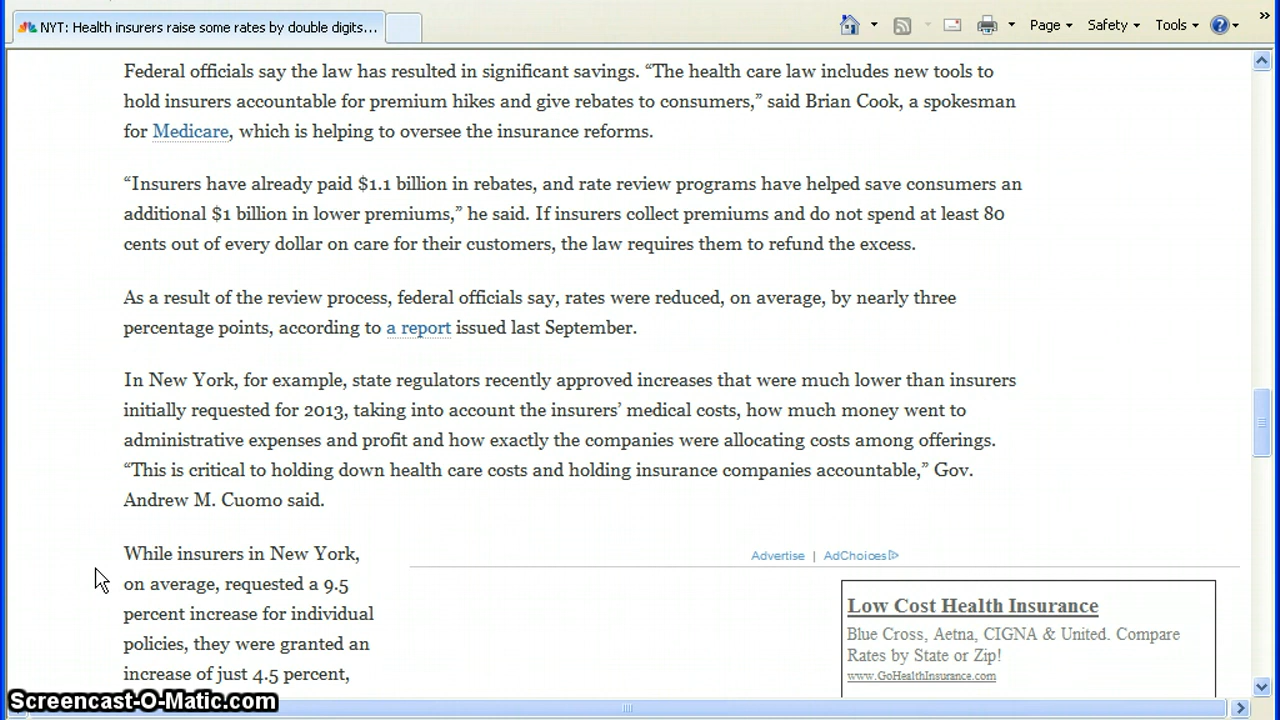 NYT: Health insurers raise some rates by double digits...
Page Safety Tools
Federal officials say the law has resulted in significant savings. “The health care law includes new tools to
hold insurers accountable for premium hikes and give rebates to consumers,” said Brian Cook, a spokesman
for Medicare, which is helping to oversee the insurance reforms.
“Insurers have already paid $1.1 billion in rebates, and rate review programs have helped save consumers an
additional $1 billion in lower premiums,” he said. If insurers collect premiums and do not spend at least 80
cents out of every dollar on care for their customers, the law requires them to refund the excess.
As a result of the review process, federal officials say, rates were reduced, on average, by nearly three
percentage points, according to a report issued last September.
In New York, for example, state regulators recently approved increases that were much lower than insurers
initially requested for 2013, taking into account the insurers’ medical costs, how much money went to
administrative expenses and profit and how exactly the companies were allocating costs among offerings.
“This is critical to holding down health care costs and holding insurance companies accountable,” Gov.
Andrew M. Cuomo said.
While insurers in New York,
on average, requested a 9.5
percent increase for individual
policies, they were granted an
increase of just 4.5 percent,
Advertise | AdChoices
Low Cost Health Insurance
Blue Cross, Aetna, CIGNA & United. Compare
Rates by State or Zip!
www.GoHealthInsurance.com
Screencast-O-Matic.com